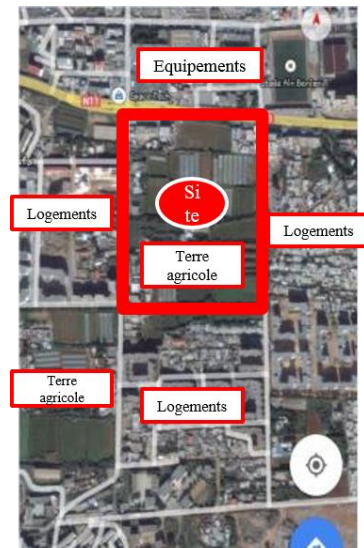 Equipements
N11
Si
te
Logements
Logements
Terre
agricole
Terre
agricole
Logements